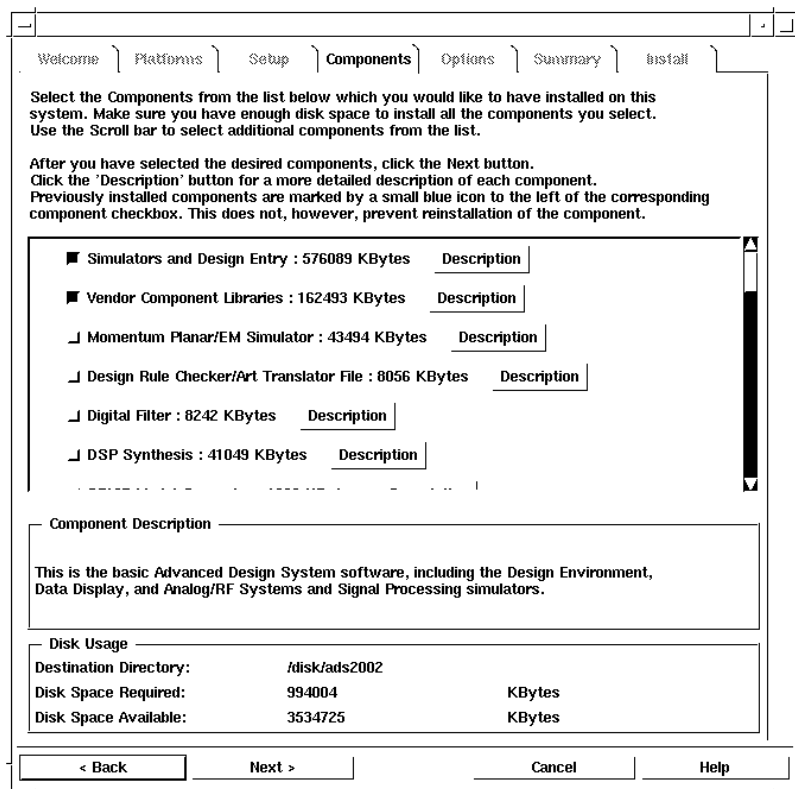 Welcome Platforms Setup Components Options Summary Install
Select the Components from the list below which you would like to have installed on this
system. Make sure you have enough disk space to install all the components you select.
Use the Scroll bar to select additional components from the list.
After you have selected the desired components, click the Next button.
Click the 'Description' button for a more detailed description of each component.
Previously installed components are marked by a small blue icon to the left of the corresponding
component checkbox. This does not, however, prevent reinstallation of the component.
Simulators and Design Entry : 576089 KBytes Description
Vendor Component Libraries : 162493 KBytes Description
Momentum Planar/EM Simulator : 43494 KBytes Description
Design Rule Checker/Art Translator File : 8056 KBytes Description
Digital Filter : 8242 KBytes Description
DSP Synthesis : 41049 KBytes Description
Component Description
This is the basic Advanced Design System software, including the Design Environment,
Data Display, and Analog/RF Systems and Signal Processing simulators.
Disk Usage
Destination Directory: /disk/ads2002
Disk Space Required: 994004 KBytes
Disk Space Available: 3534725 KBytes
< Back Next > Cancel Help